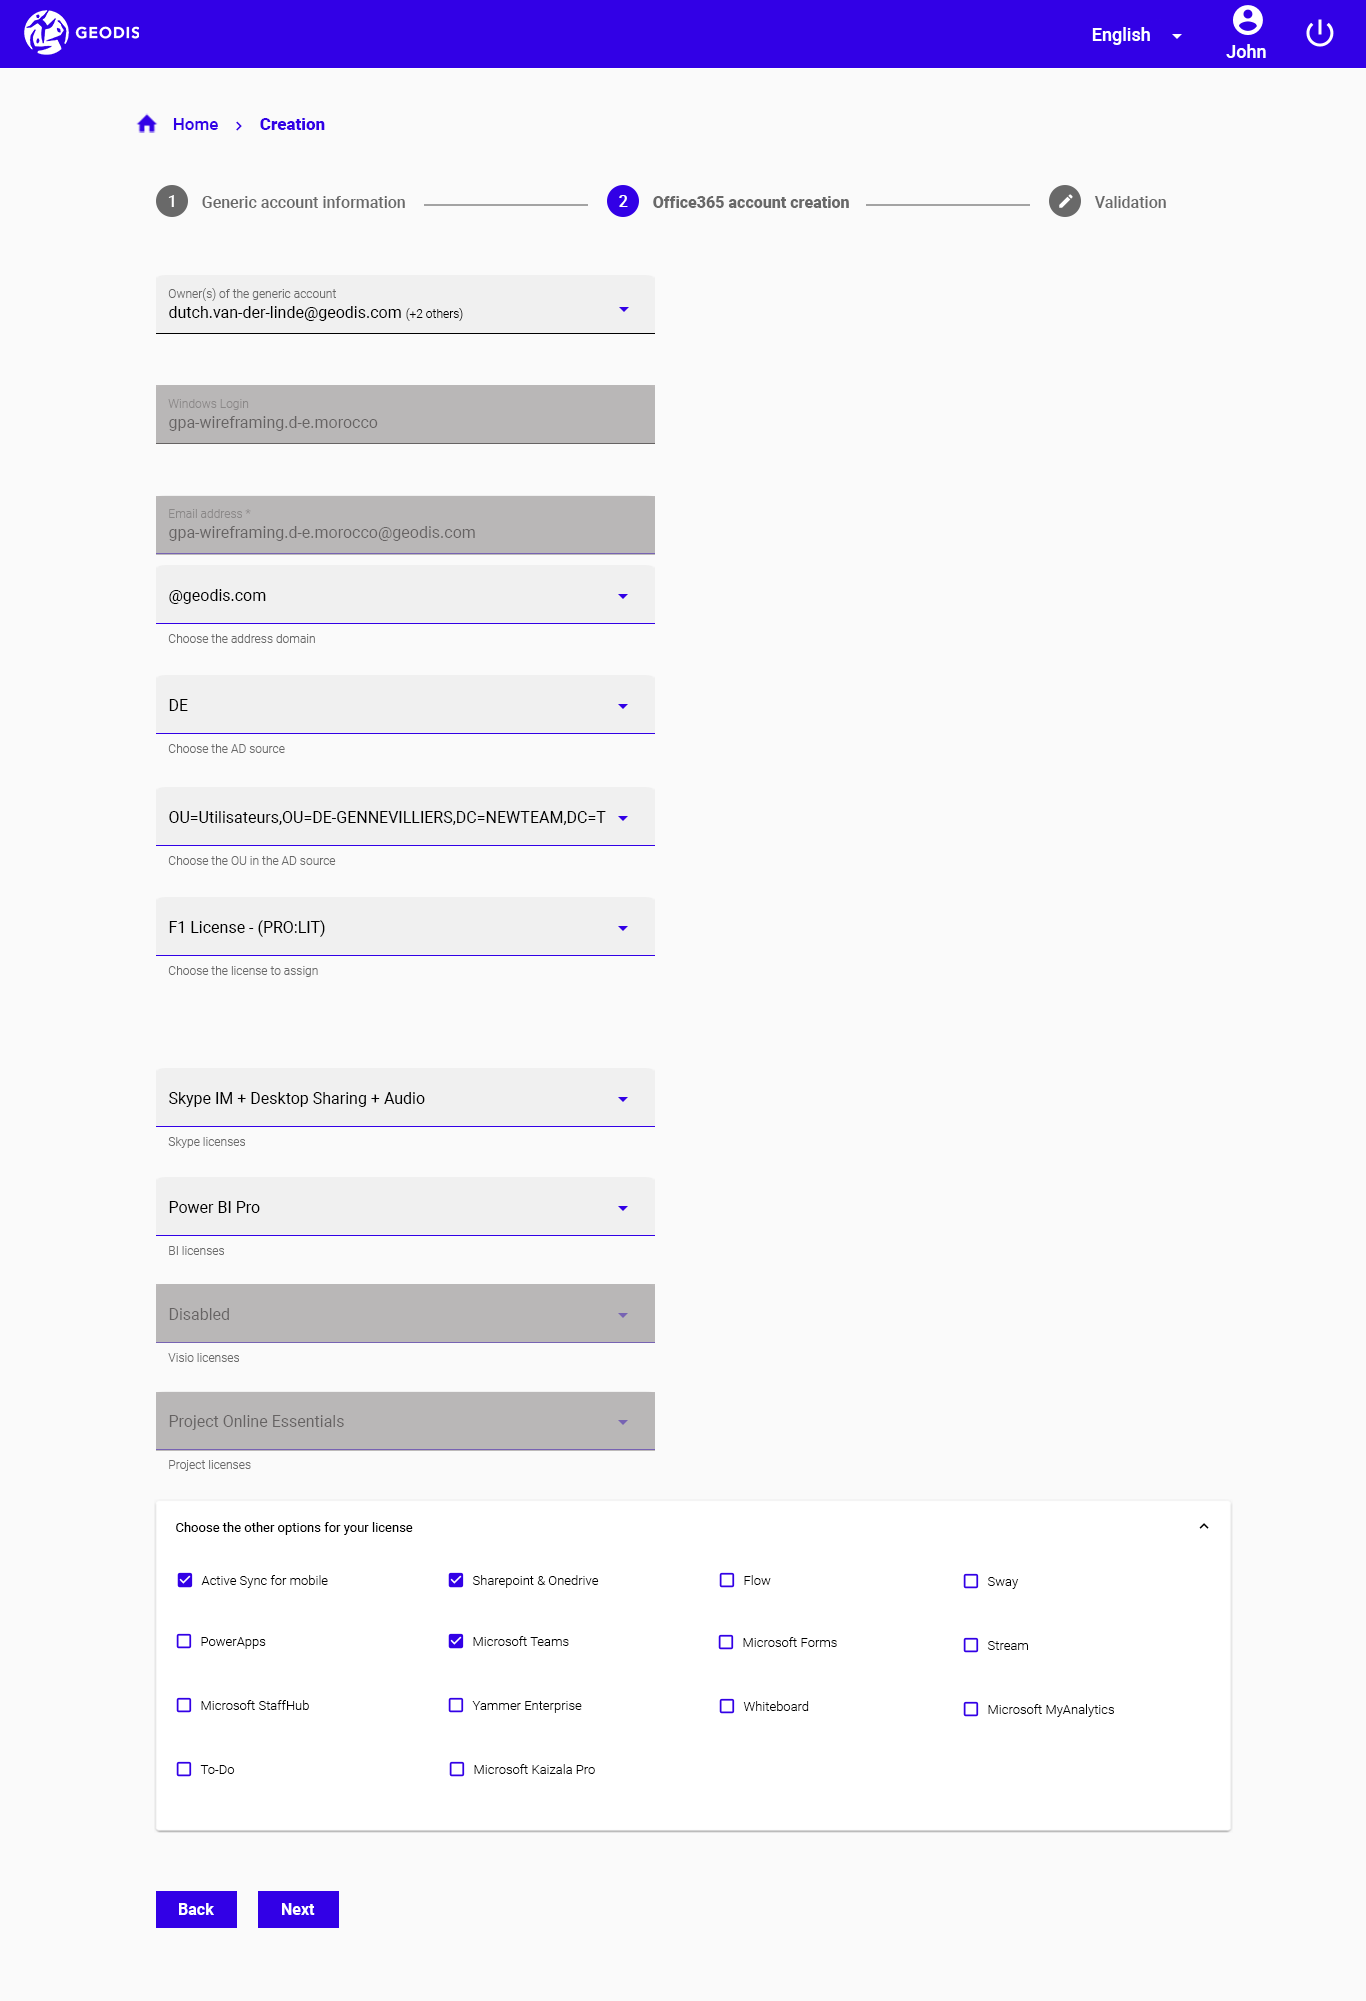 GEODIS
English
John
Home > Creation
1 Generic account information
2 Office365 account creation
Validation
Owner(s) of the generic account
dutch.van-der-linde@geodis.com (+2 others)
Windows Login
gpa-wireframing.d-e.morocco
Email address *
gpa-wireframing.d-e.morocco@geodis.com
@geodis.com
Choose the address domain
DE
Choose the AD source
OU=Utilisateurs,OU=DE-GENNEVILLIERS,DC=NEWTEAM,DC=T
Choose the OU in the AD source
F1 License - (PRO:LIT)
Choose the license to assign
Skype IM + Desktop Sharing + Audio
Skype licenses
Power BI Pro
BI licenses
Disabled
Visio licenses
Project Online Essentials
Project licenses
Choose the other options for your license
Active Sync for mobile
Sharepoint & Onedrive
Flow
Sway
PowerApps
Microsoft Teams
Microsoft Forms
Stream
Microsoft StaffHub
Yammer Enterprise
Whiteboard
Microsoft MyAnalytics
To-Do
Microsoft Kaizala Pro
Back
Next